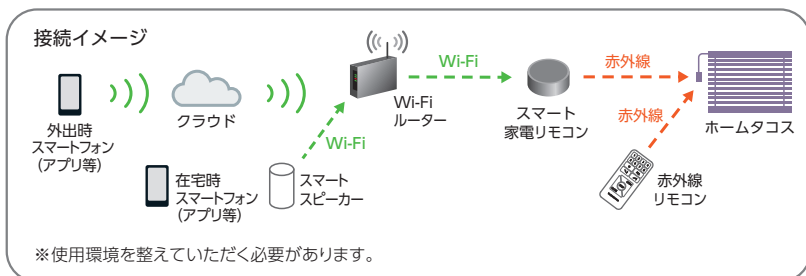 接続イメージ
外出時
スマートフォン
（アプリ等）
クラウド
在宅時
スマートフォン
（アプリ等）
スマート
スピーカー
Wi-Fi
Wi-Fi
ルーター
Wi-Fi
スマート
家電リモコン
赤外線
赤外線
赤外線
リモコン
ホームタコス
※使用環境を整えていただく必要があります。